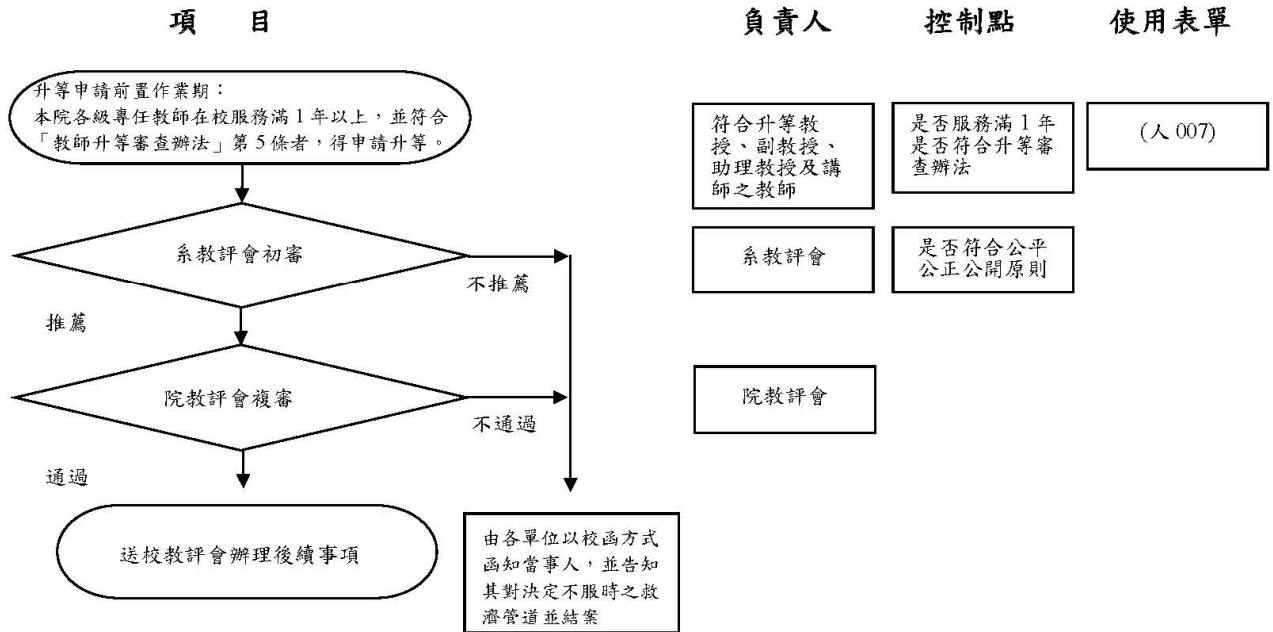 項 目 負責人 控制點 使用表單
升等申請前置作業期：
本院各級專任教師在校服務滿 1 年以上，並符合
「教師升等審查辦法」第 5 條者，得申請升等。
符合升等教
授、副教授、
助理教授及講
師之教師
是否服務滿 1 年
是否符合升等審
查辦法
(人 007)
系教評會初審
不推薦
推薦
系教評會
是否符合公平
公正公開原則
院教評會複審
不通過
通過
院教評會
送校教評會辦理後續事項
由各單位以校函方式
函知當事人，並告知
其對決定不服時之救
濟管道並結案